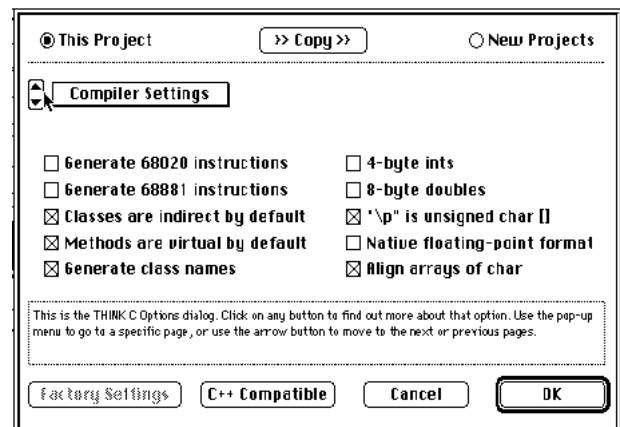 This Project >> Copy >> New Projects
Compiler Settings
Generate 68020 instructions 4-byte ints
Generate 68881 instructions 8-byte doubles
Classes are indirect by default "\p" is unsigned char []
Methods are virtual by default Native floating-point format
Generate class names Align arrays of char
This is the THINK C Options dialog. Click on any button to find out more about that option. Use the pop-up
menu to go to a specific page, or use the arrow button to move to the next or previous pages.
Factory Settings C++ Compatible Cancel OK